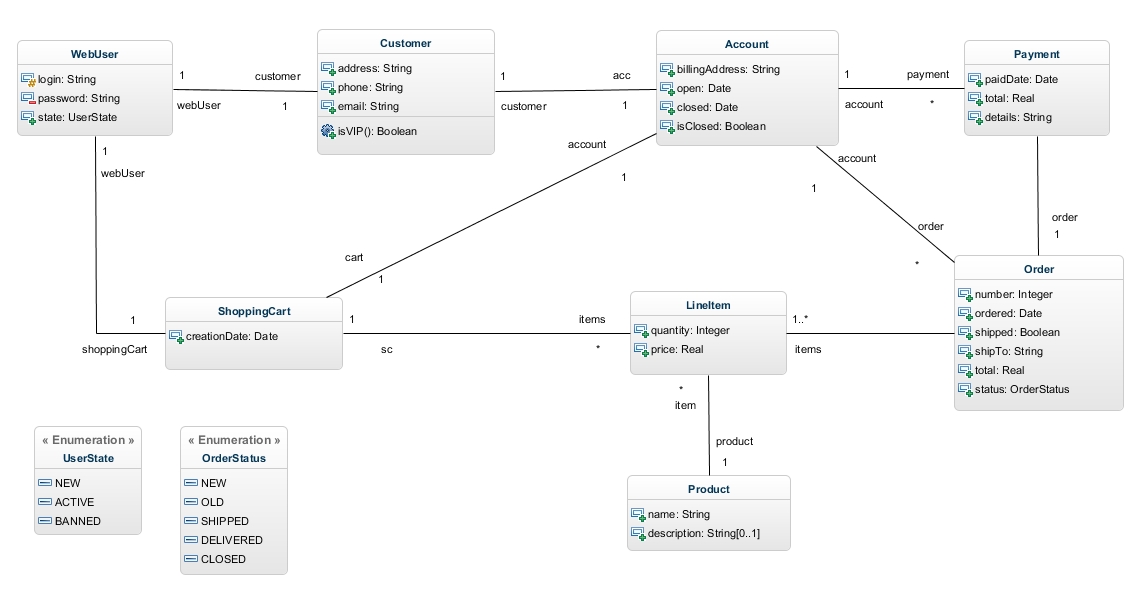 WebUser
login: String
password: String
state: UserState
1
customer
webUser
1
Customer
address: String
phone: String
email: String
isVIP(): Boolean
1
acc
customer
1
Account
billingAddress: String
open: Date
closed: Date
isClosed: Boolean
1
payment
account
*
Payment
paidDate: Date
total: Real
details: String
1
webUser
account
1
account
1
order
*
order
1
cart
1
1
shoppingCart
ShoppingCart
creationDate: Date
1
items
sc
*
LineItem
quantity: Integer
price: Real
1..*
items
Order
number: Integer
ordered: Date
shipped: Boolean
shipTo: String
total: Real
status: OrderStatus
*
item
product
1
« Enumeration »
UserState
NEW
ACTIVE
BANNED
« Enumeration »
OrderStatus
NEW
OLD
SHIPPED
DELIVERED
CLOSED
Product
name: String
description: String[0..1]